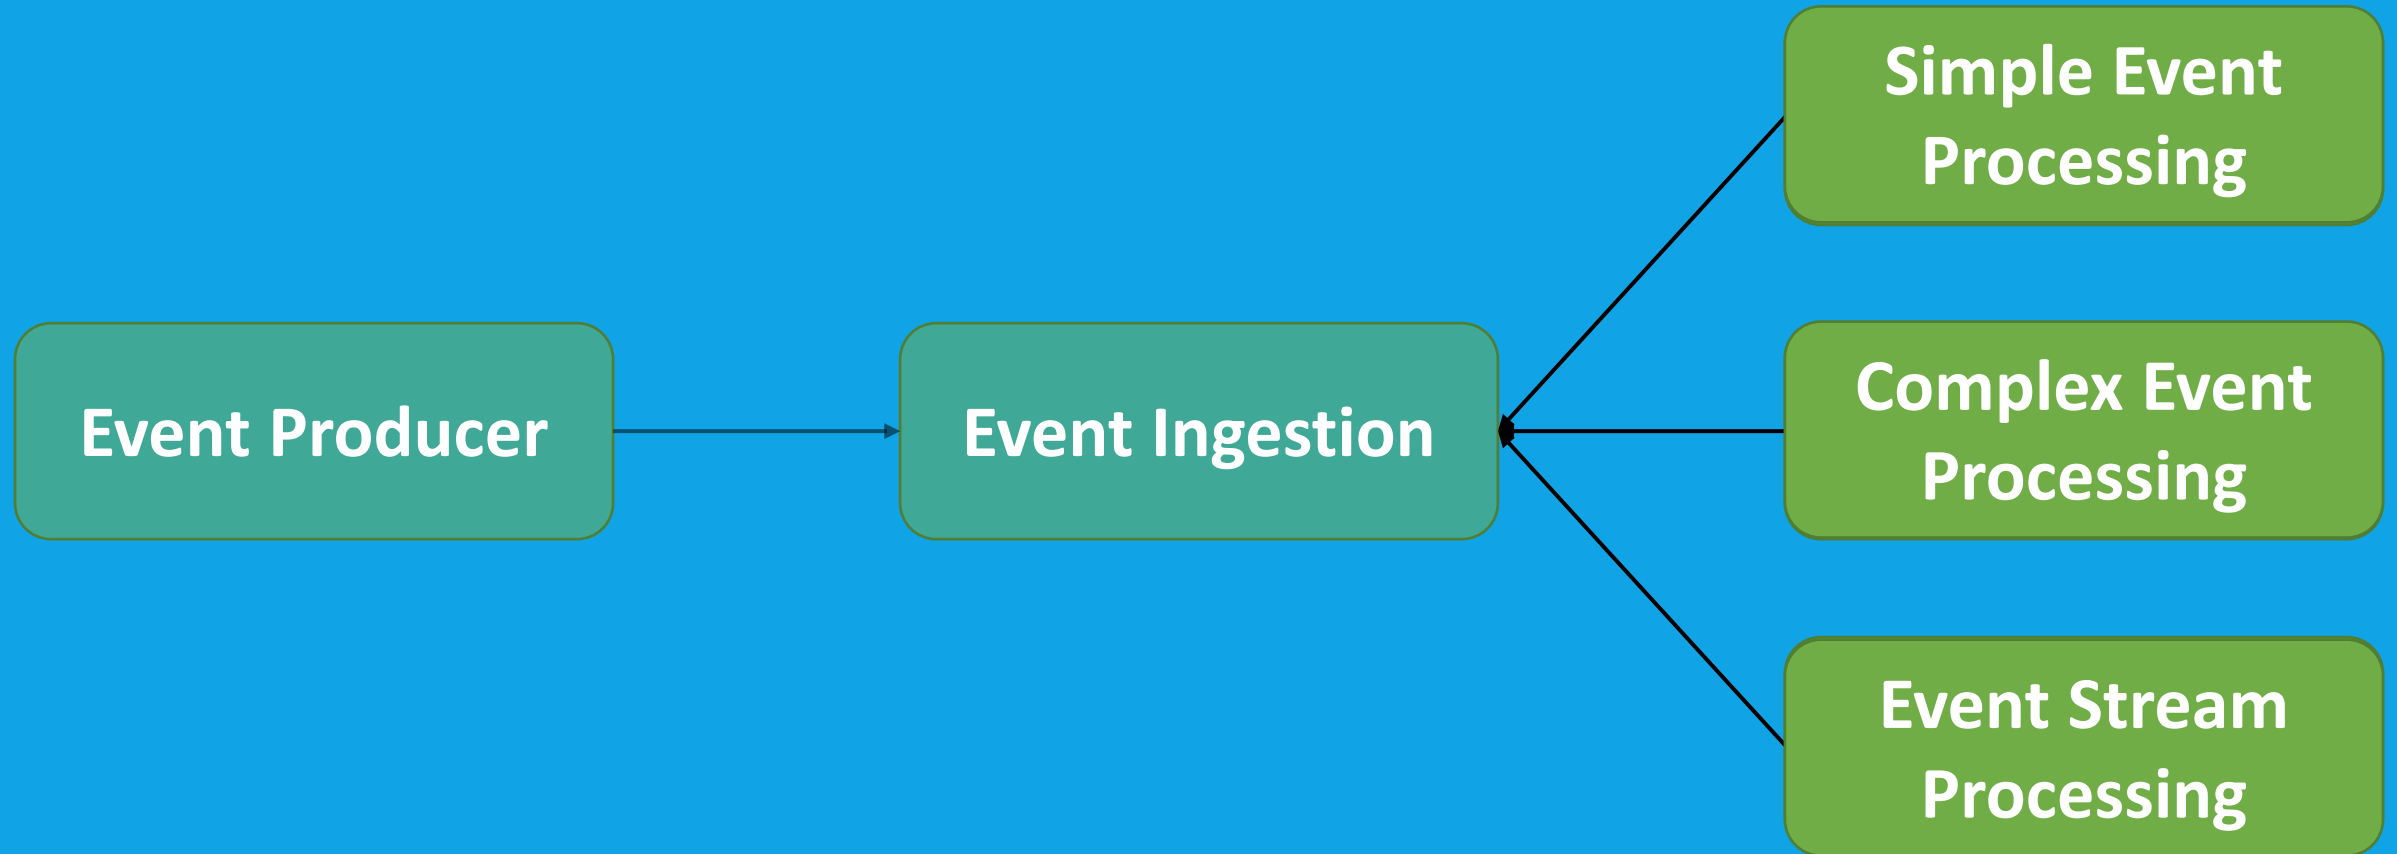 Simple Event
Processing
Event Producer
Event Ingestion
Complex Event
Processing
Event Stream
Processing